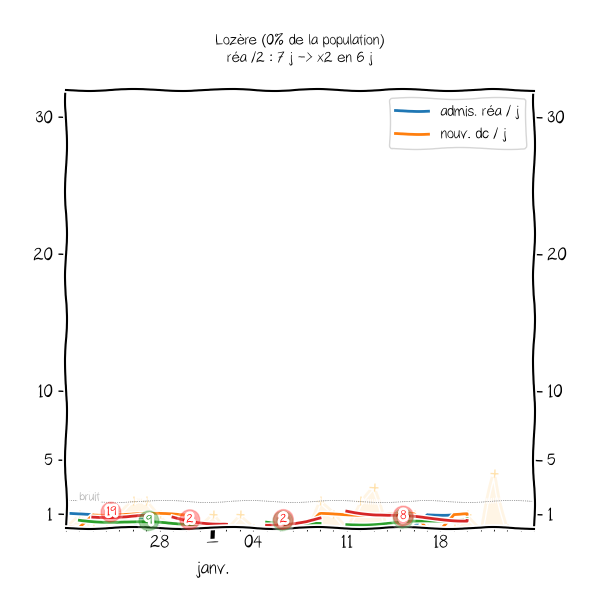 Lozère (0% de la population)
réa /2 : 7 j -> x2 en 6 j
admis. réa / j
nouv. dc / j
30 30
20 20
10 10
5 5
bruit
1 1
19 9 2 2 8
28 1 04 11 18
janv.